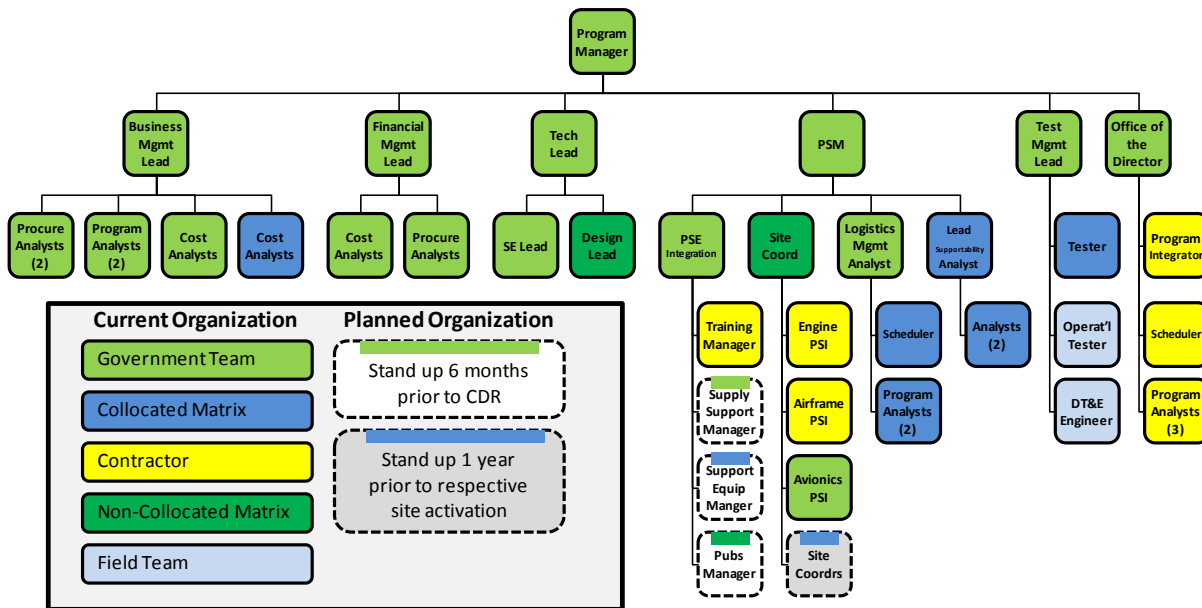 Program
Manager
Business
Mgmt
Lead
Financial
Mgmt
Lead
Tech
Lead
PSM
Test
Mgmt
Lead
Office of
the
Director
Procure
Analysts
(2)
Program
Analysts
(2)
Cost
Analysts
Cost
Analysts
Cost
Analysts
Procure
Analysts
SE Lead
Design
Lead
PSE
Integration
Site
Coord
Logistics
Mgmt
Analyst
Lead
Supportability
Analyst
Tester
Program
Integrator
Training
Manager
Engine
PSI
Scheduler
Analysts
(2)
Operat'l
Tester
Scheduler
Supply
Support
Manager
Airframe
PSI
Program
Analysts
(2)
DT&E
Engineer
Program
Analysts
(3)
Support
Equip
Manger
Avionics
PSI
Pubs
Manager
Site
Coordrs
Current Organization
Government Team
Collocated Matrix
Contractor
Non-Collocated Matrix
Field Team
Planned Organization
Stand up 6 months
prior to CDR
Stand up 1 year
prior to respective
site activation